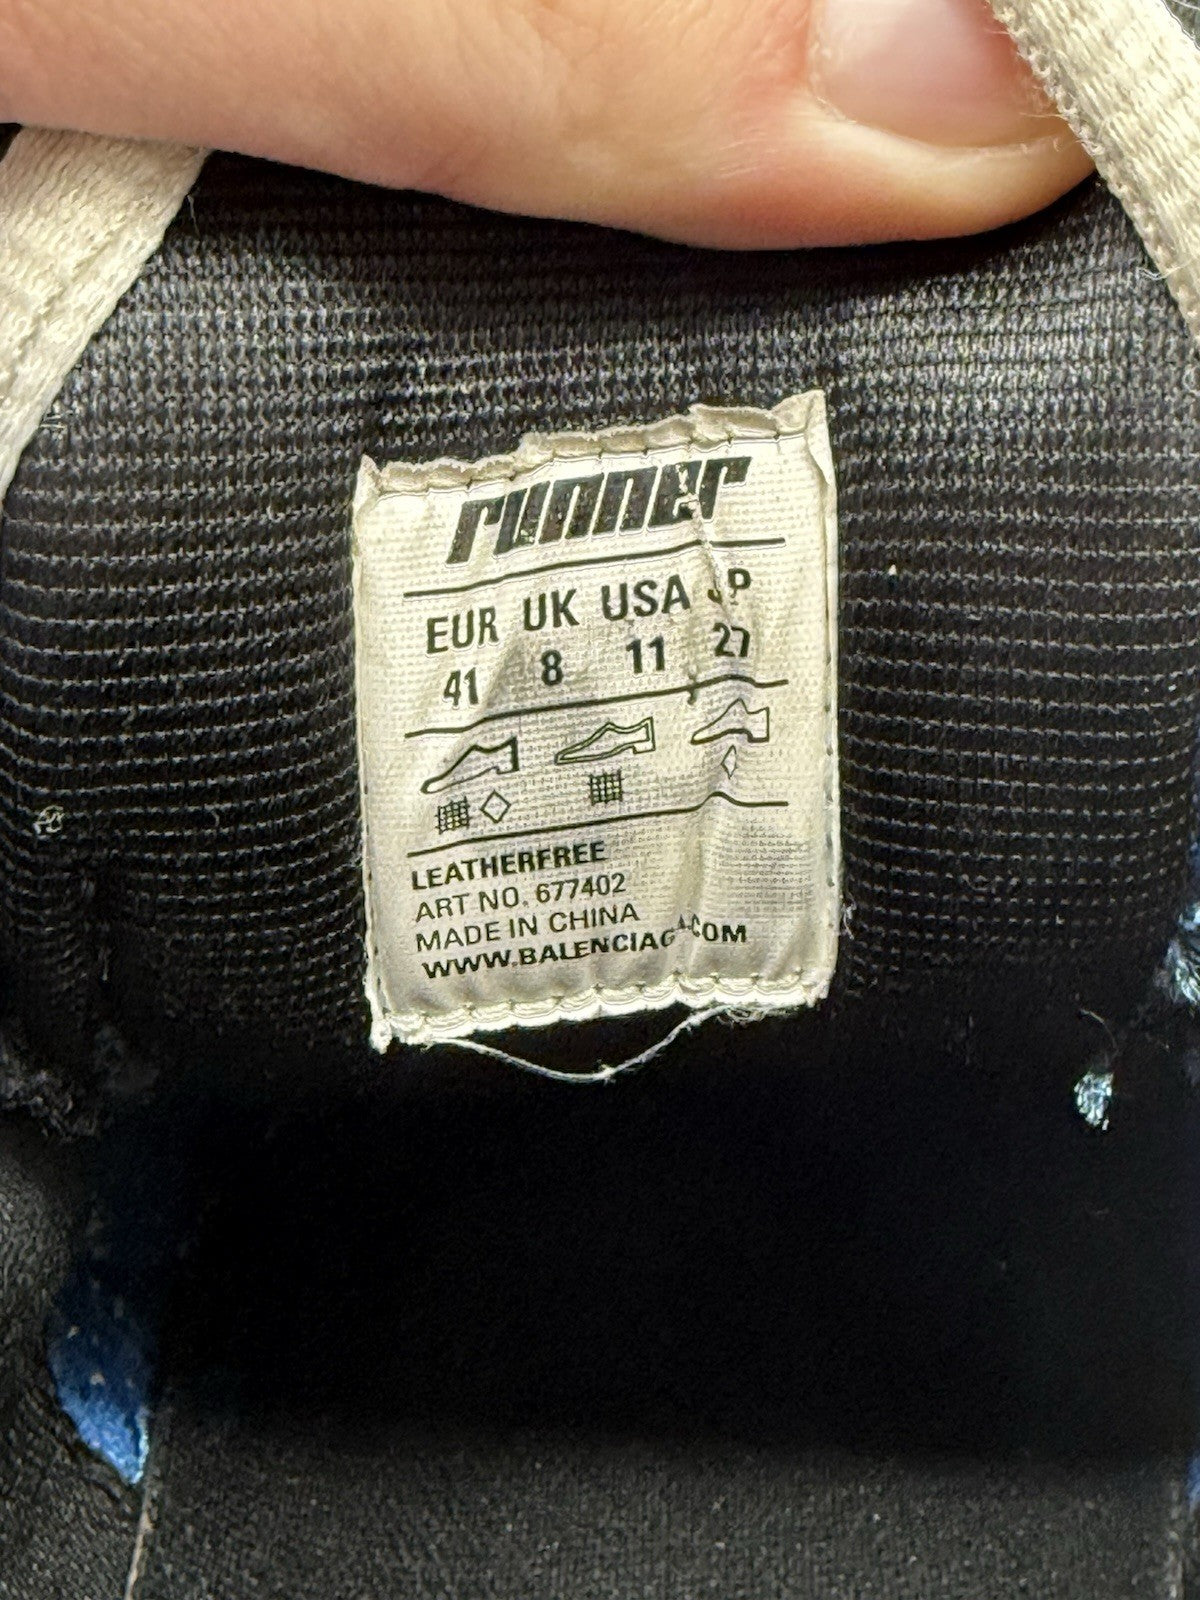 runner
EUR UK USA JP
41 8 11 27
LEATHERFREE
ART NO. 677402
MADE IN CHINA
WWW.BALENCIAGA.COM